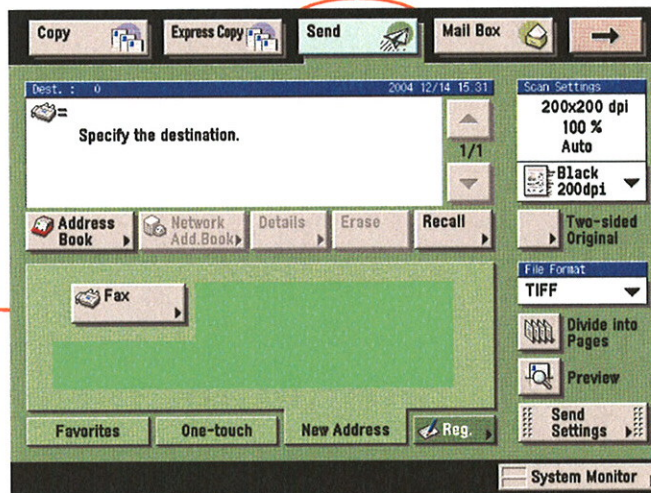 Copy
Express Copy
Send
Mail Box
Dest. : 0
2004 12/14 15:31
Specify the destination.
1/1
Address
Book
Network
Add.Book
Details
Erase
Recall
Fax
Favorites
One-touch
New Address
Reg.
Scan Settings
200x200 dpi
100 %
Auto
Black
200dpi
Two-sided
Original
File Format
TIFF
Divide into
Pages
Preview
Send
Settings
System Monitor